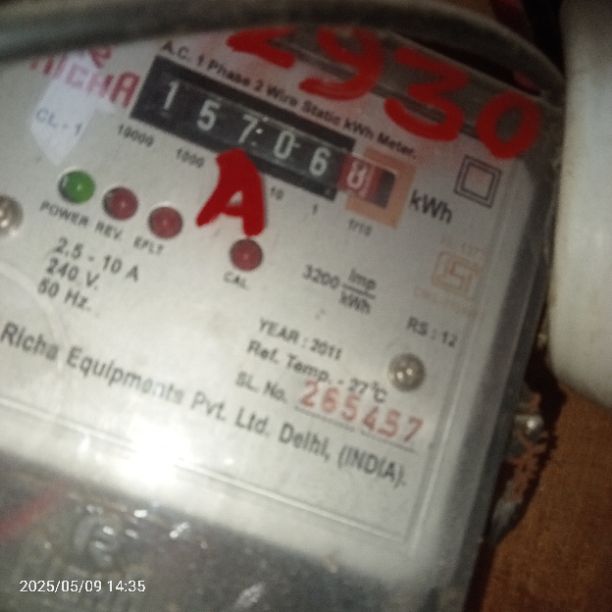 2930
RICHA
A.C. 1 Phase 2 Wire Static kWh Meter.
CL-1
157068
kWh
10000 1000 10 1 1/10
A
POWER REV. EFLT CAL.
2.5 - 10 A
240 V.
50 Hz.
3200 Imp/kWh
RS : 12
YEAR : 2011
Ref. Temp. - 27°C
SL. No. 265457
Richa Equipments Pvt. Ltd. Delhi, (INDIA).
2025/05/09 14:35